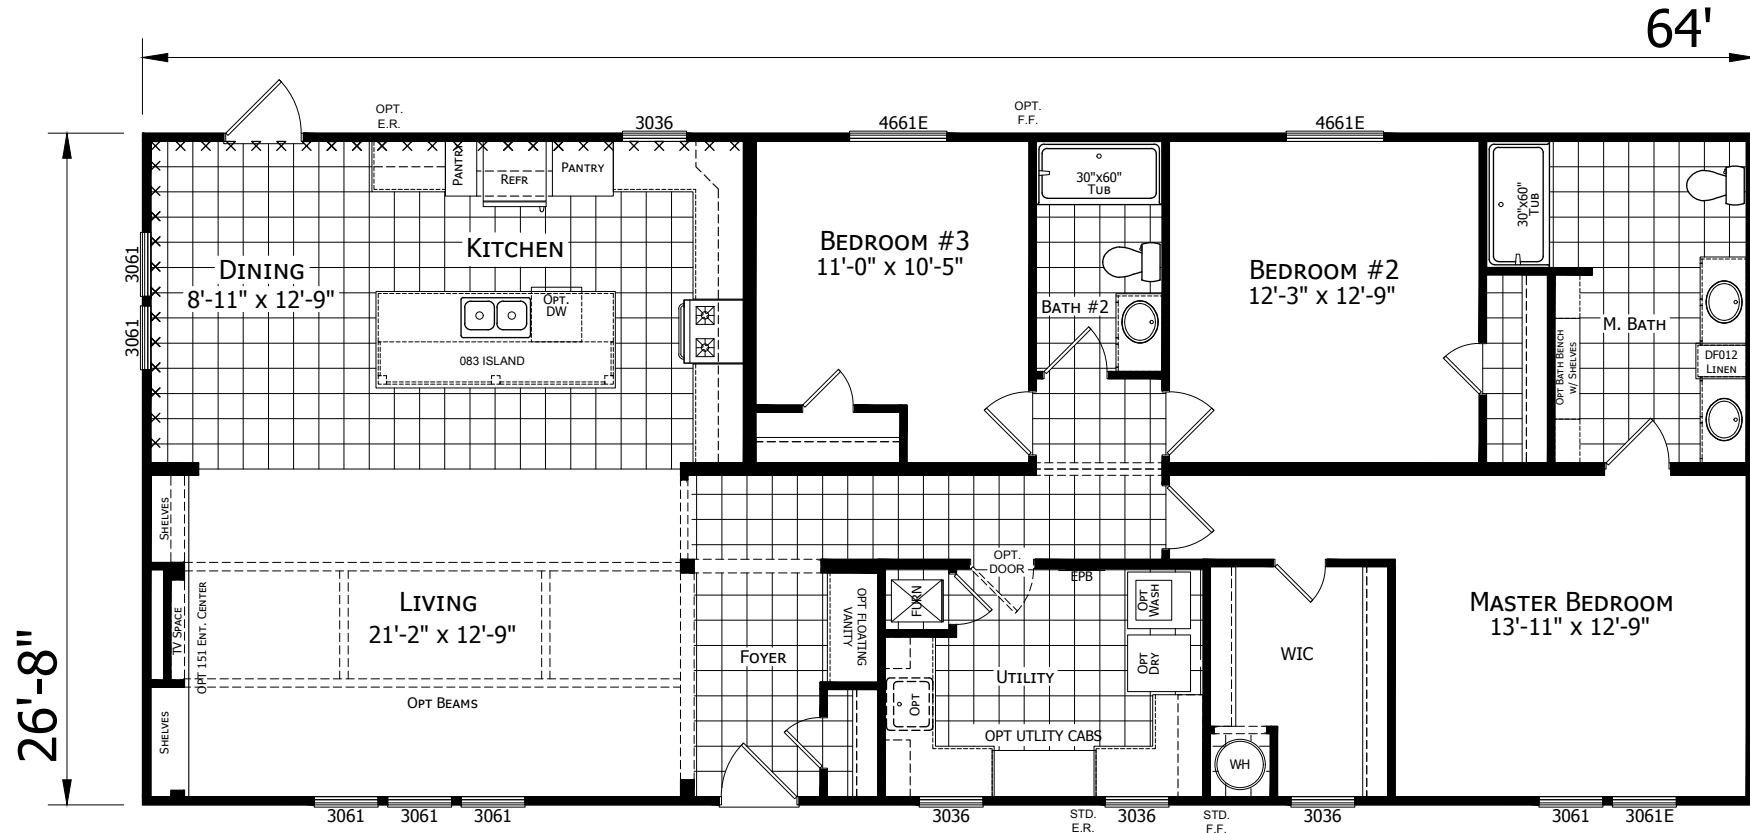 64'
26'-8"
OPT.
E.R.
3036
4661E
OPT.
F.F.
4661E
PANTRY
REFR
PANTRY
30"x60"
TUB
30"x60"
TUB
3061
3061
DINING
8'-11" x 12'-9"
KITCHEN
OPT.
DW
083 ISLAND
BEDROOM #3
11'-0" x 10'-5"
BATH #2
BEDROOM #2
12'-3" x 12'-9"
M. BATH
OPT BATH BENCH
W/ SHELVES
DF012
LINEN
SHELVES
TV SPACE
OPT 151 ENT. CENTER
SHELVES
LIVING
21'-2" x 12'-9"
OPT BEAMS
FOYER
OPT FLOATING
VANITY
OPT.
DOOR
EPB
FURN
OPT
WASH
OPT
DRY
OPT
UTILITY
OPT UTLITY CABS
WIC
WH
MASTER BEDROOM
13'-11" x 12'-9"
3061
3061
3061
3036
STD.
E.R.
3036
STD.
F.F.
3036
3061
3061E